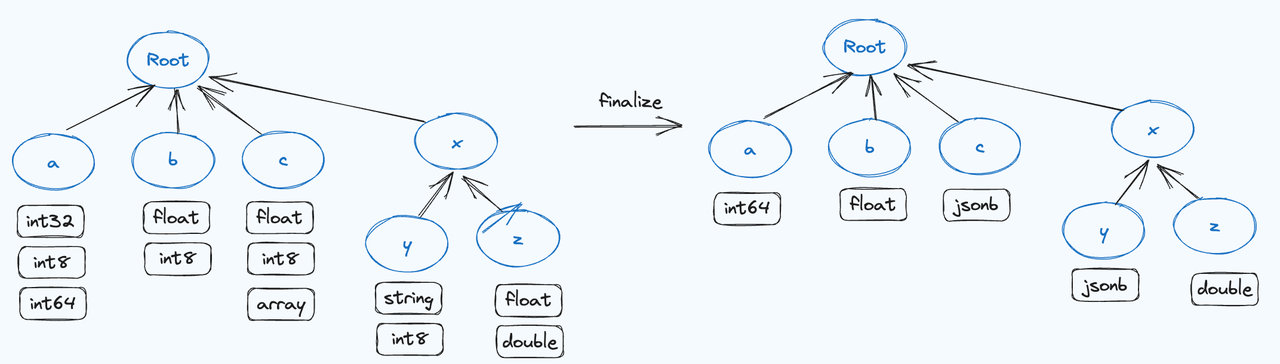 Root
a
b
c
x
int32
int8
int64
float
int8
float
int8
array
y
z
string
int8
float
double
finalize
Root
a
b
c
x
int64
float
jsonb
y
z
jsonb
double